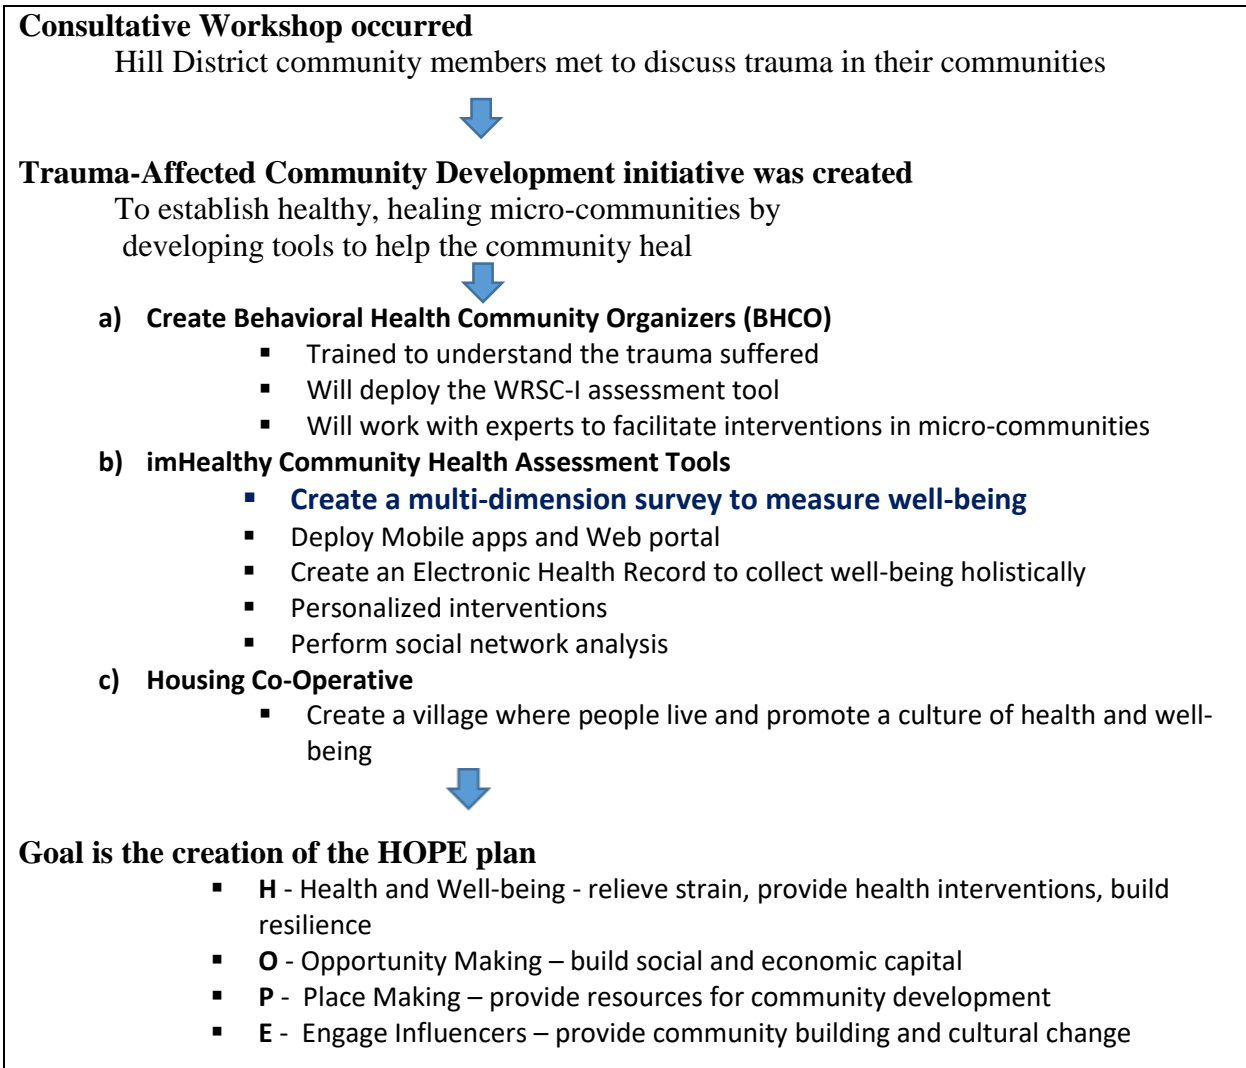 Consultative Workshop occurred
Hill District community members met to discuss trauma in their communities
Trauma-Affected Community Development initiative was created
To establish healthy, healing micro-communities by
developing tools to help the community heal
a) Create Behavioral Health Community Organizers (BHCO)
▪ Trained to understand the trauma suffered
▪ Will deploy the WRSC-I assessment tool
▪ Will work with experts to facilitate interventions in micro-communities
b) imHealthy Community Health Assessment Tools
▪ Create a multi-dimension survey to measure well-being
▪ Deploy Mobile apps and Web portal
▪ Create an Electronic Health Record to collect well-being holistically
▪ Personalized interventions
▪ Perform social network analysis
c) Housing Co-Operative
▪ Create a village where people live and promote a culture of health and well-
being
Goal is the creation of the HOPE plan
▪ H - Health and Well-being - relieve strain, provide health interventions, build
resilience
▪ O - Opportunity Making – build social and economic capital
▪ P - Place Making – provide resources for community development
▪ E - Engage Influencers – provide community building and cultural change